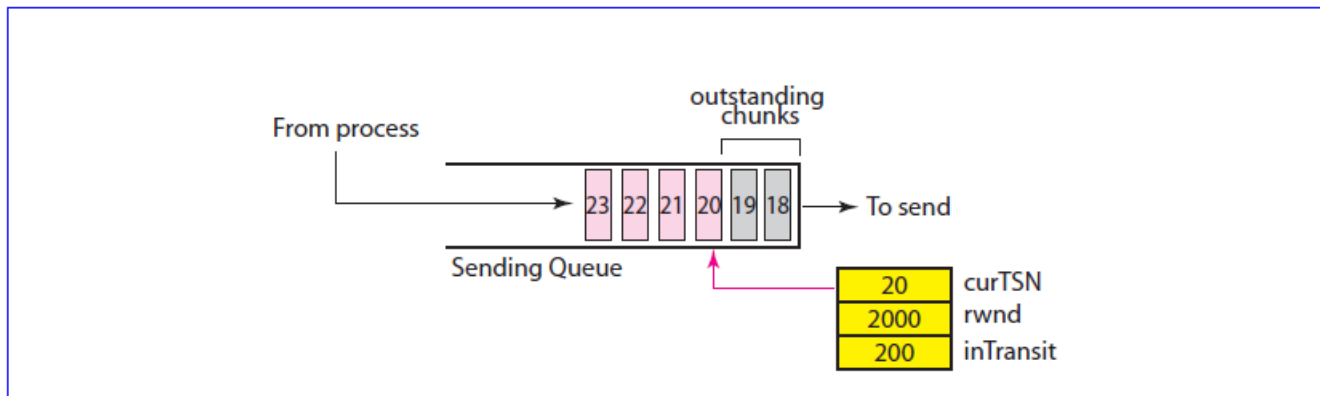 outstanding
chunks
From process
23 22 21 20 19 18
To send
Sending Queue
20 curTSN
2000 rwnd
200 inTransit